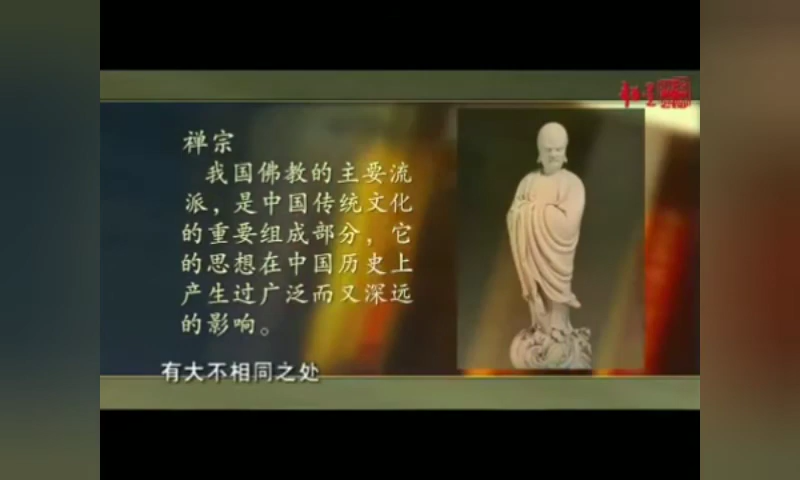 禅宗
我国佛教的主要流
派，是中国传统文化
的重要组成部分，它
的思想在中国历史上
产生过广泛而又深远
的影响。
有大不相同之处